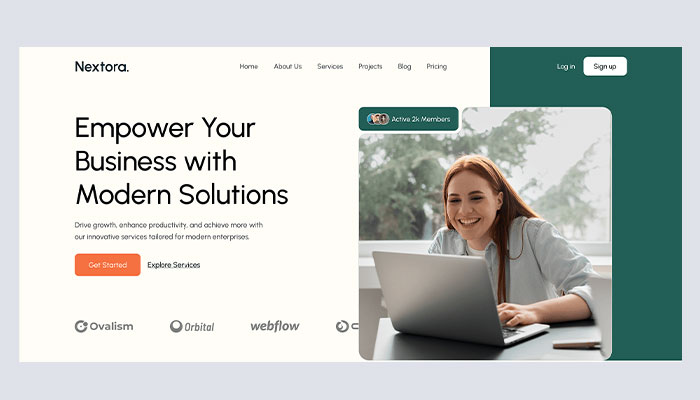 Nextora.
Home About Us Services Projects Blog Pricing
Log in Sign up
Empower Your
Business with
Modern Solutions
Drive growth, enhance productivity, and achieve more with
our innovative services tailored for modern enterprises.
Get Started Explore Services
Active 2k Members
Ovalism Orbital webflow